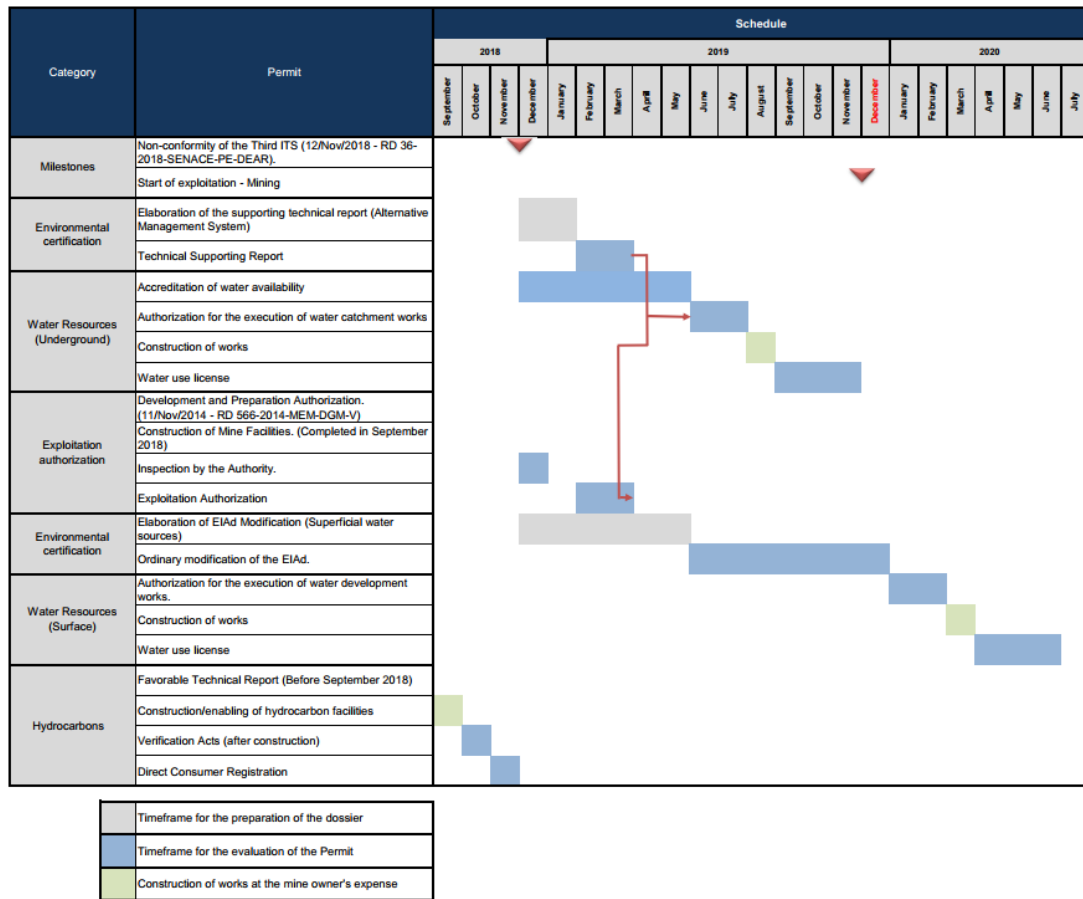 Schedule
Category
Permit
2018
2019
2020
September
October
November
December
January
February
March
April
May
June
July
August
September
October
November
December
January
February
March
April
May
June
July
Milestones
Non-conformity of the Third ITS (12/Nov/2018 - RD 36-
2018-SENACE-PE-DEAR).
Start of exploitation - Mining
Environmental
certification
Elaboration of the supporting technical report (Alternative
Management System)
Technical Supporting Report
Water Resources
(Underground)
Accreditation of water availability
Authorization for the execution of water catchment works
Construction of works
Water use license
Exploitation
authorization
Development and Preparation Authorization.
(11/Nov/2014 - RD 566-2014-MEM-DGM-V)
Construction of Mine Facilities. (Completed in September
2018)
Inspection by the Authority.
Exploitation Authorization
Environmental
certification
Elaboration of EIAd Modification (Superficial water
sources)
Ordinary modification of the EIAd.
Water Resources
(Surface)
Authorization for the execution of water development
works.
Construction of works
Water use license
Hydrocarbons
Favorable Technical Report (Before September 2018)
Construction/enabling of hydrocarbon facilities
Verification Acts (after construction)
Direct Consumer Registration
Timeframe for the preparation of the dossier
Timeframe for the evaluation of the Permit
Construction of works at the mine owner's expense